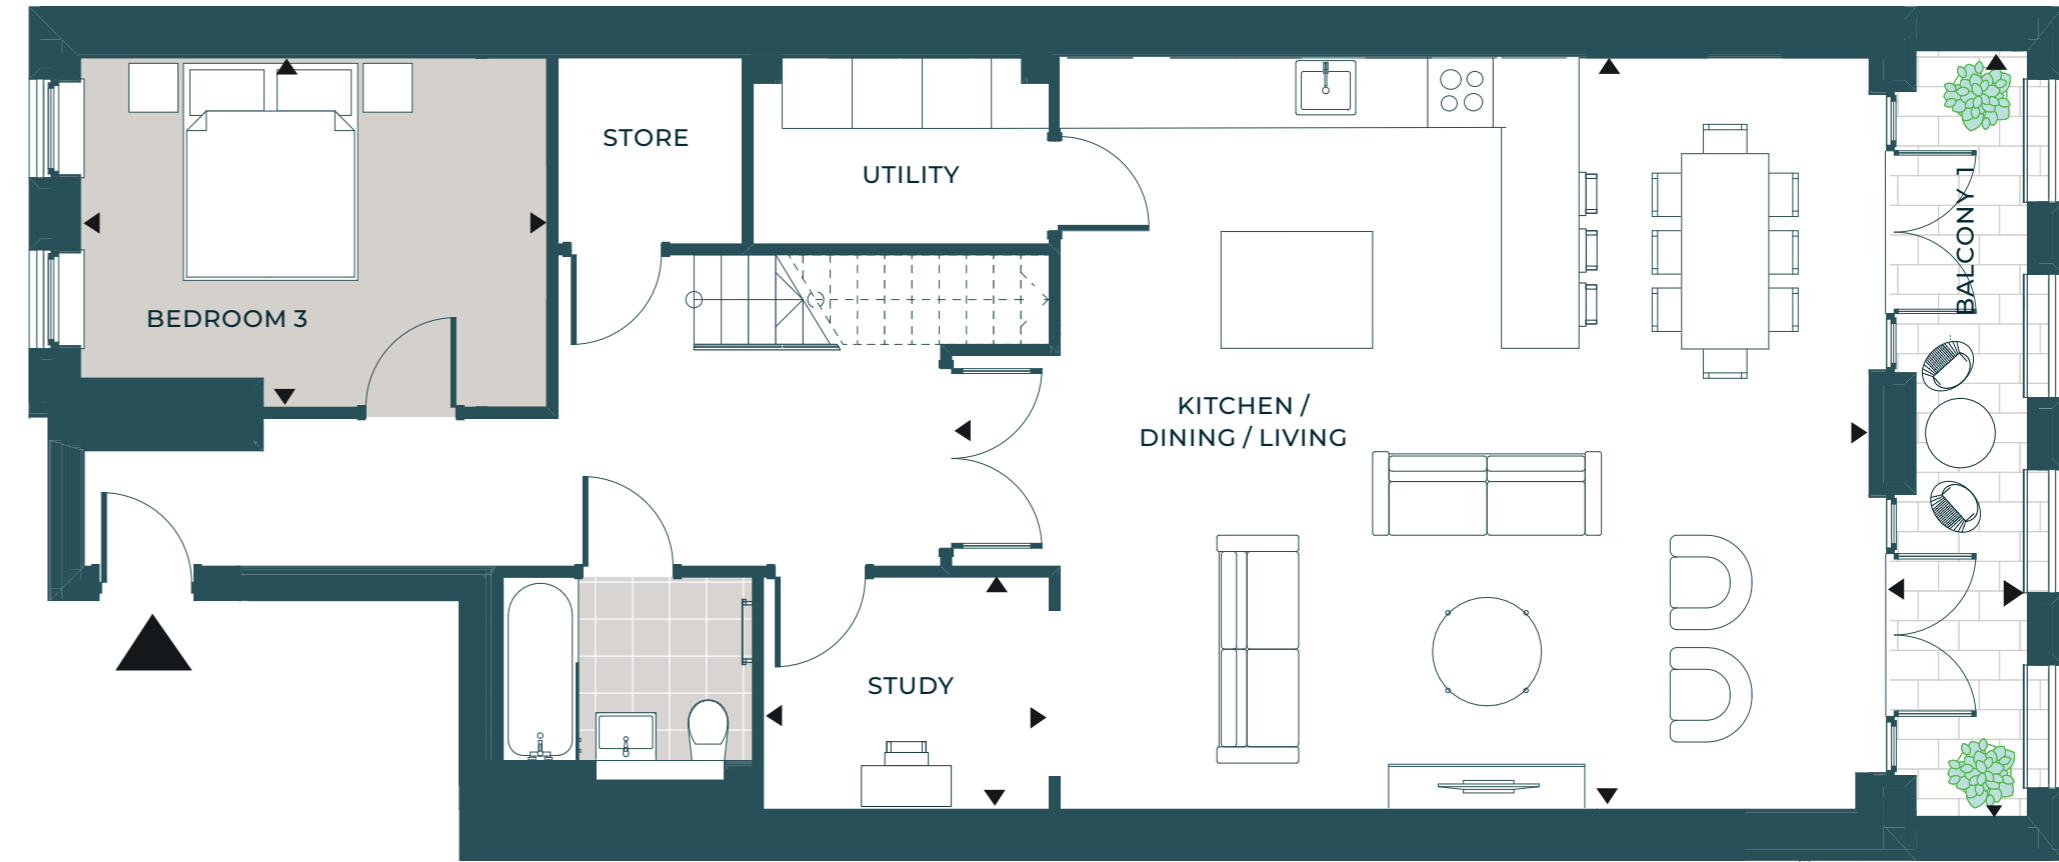 STORE
UTILITY
BALCONY 1
BEDROOM 3
KITCHEN /
DINING / LIVING
STUDY